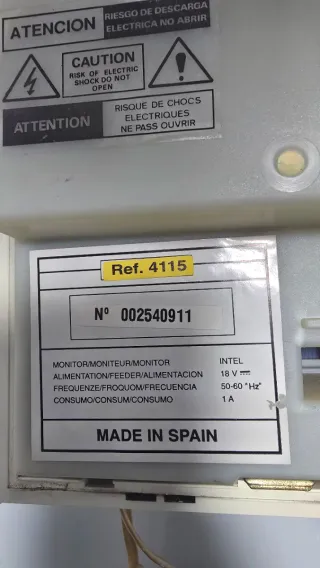 ATENCION
RIESGO DE DESCARGA
ELECTRICA NO ABRIR
CAUTION
RISK OF ELECTRIC
SHOCK DO NOT
OPEN
ATTENTION
RISQUE DE CHOCS
ELECTRIQUES
NE PASS OUVRIR
Ref. 4115
Nº 002540911
MONITOR/MONITEUR/MONITOR INTEL
ALIMENTATION/FEEDER/ALIMENTACION 18 V
FREQUENZE/FROQUOM/FRECUENCIA 50-60 "Hz"
CONSUMO/CONSUM/CONSUMO 1 A
MADE IN SPAIN